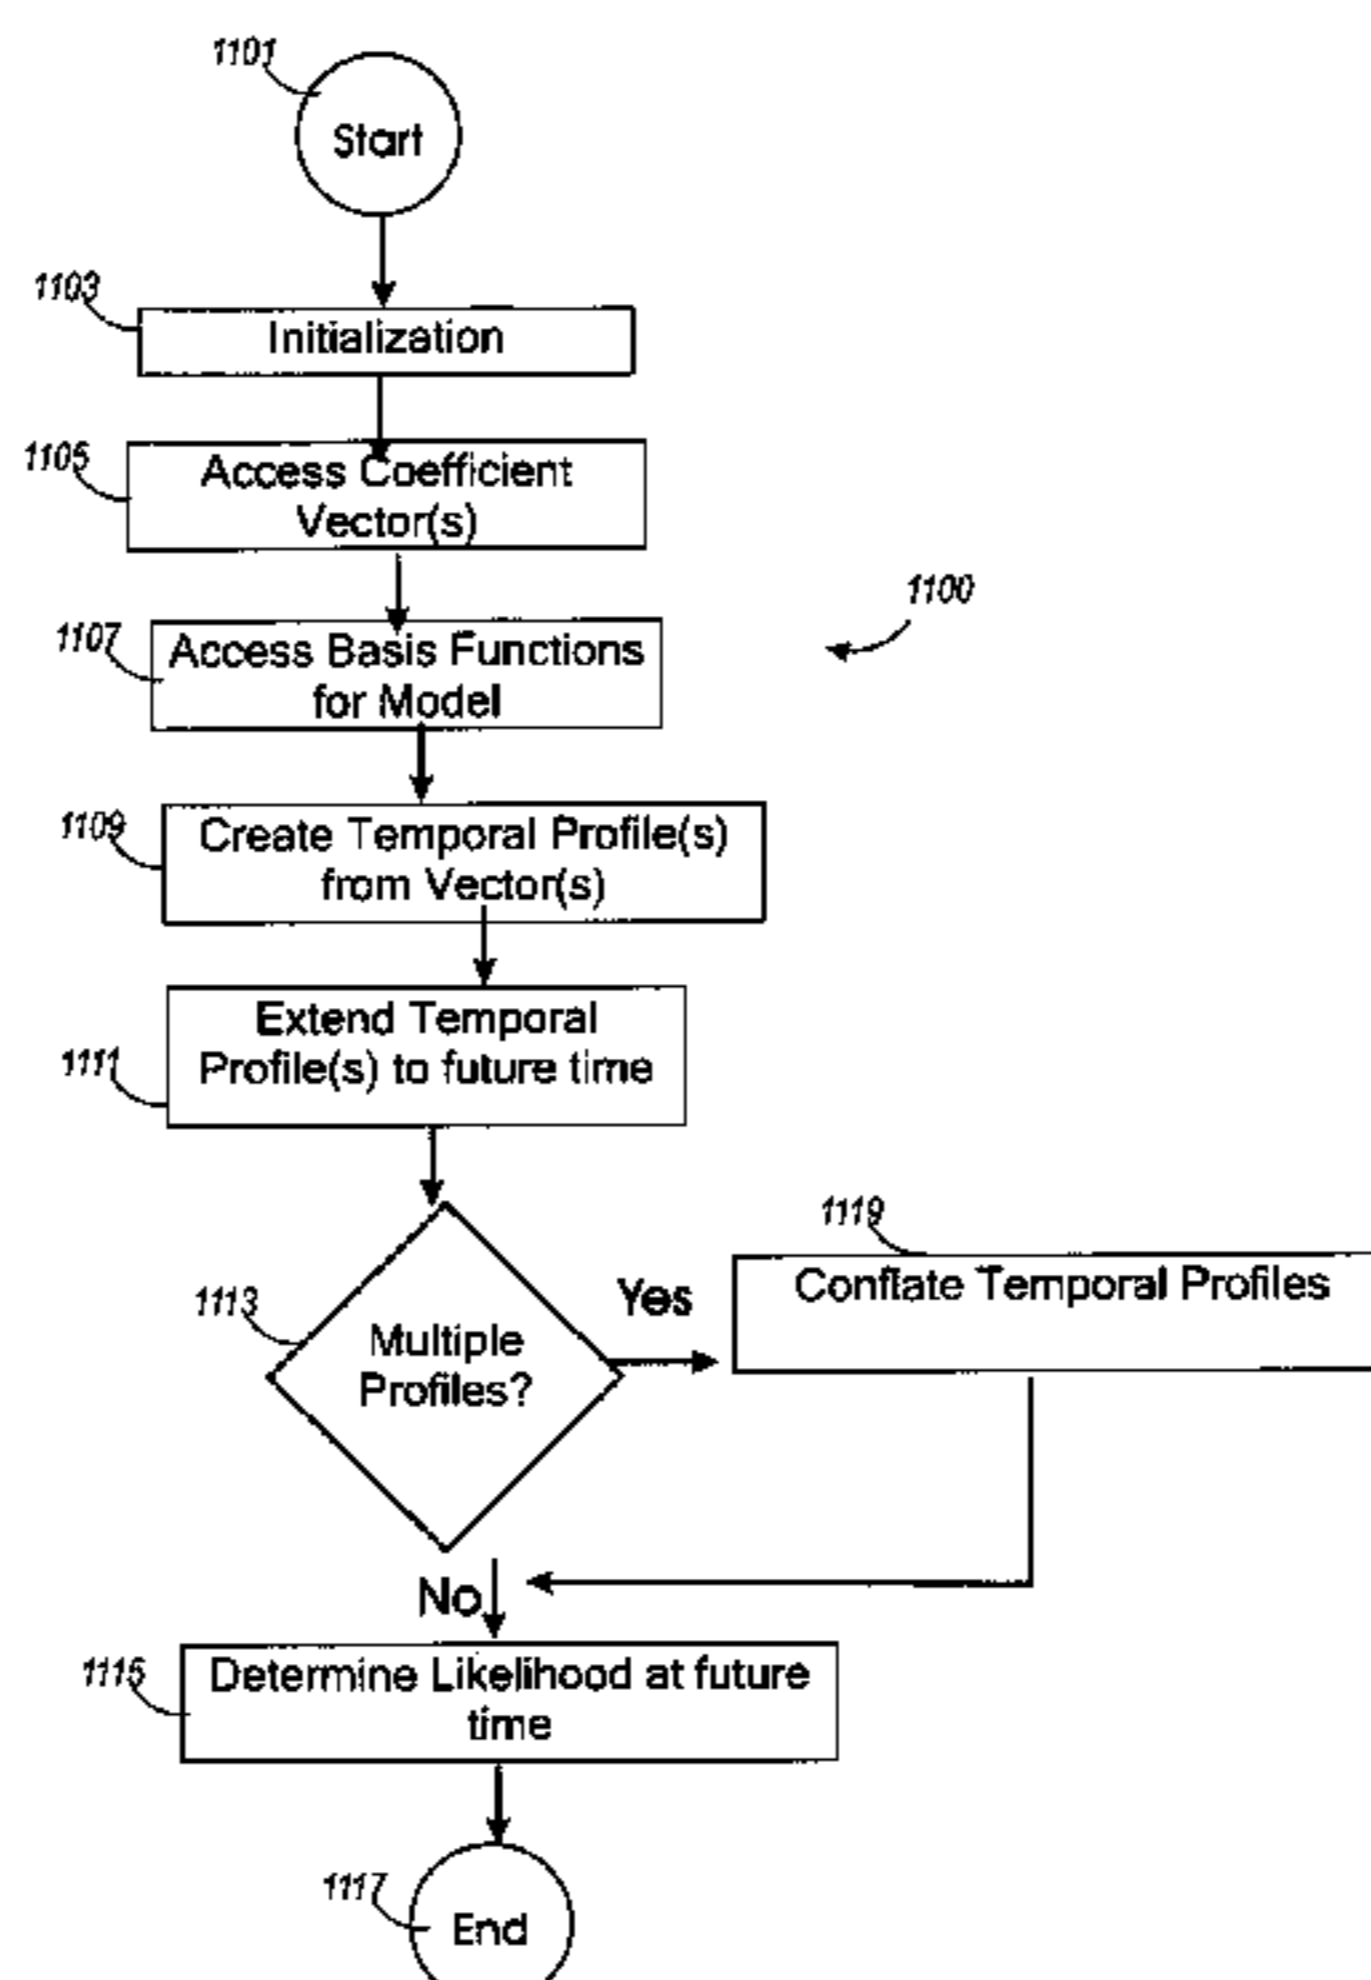 1101
Start
1103
Initialization
1105
Access Coefficient
Vector(s)
1100
1107
Access Basis Functions
for Model
1109
Create Temporal Profile(s)
from Vector(s)
1111
Extend Temporal
Profile(s) to future time
1113
Multiple
Profiles?
Yes
1119
Conflate Temporal Profiles
No
1115
Determine Likelihood at future
time
1117
End